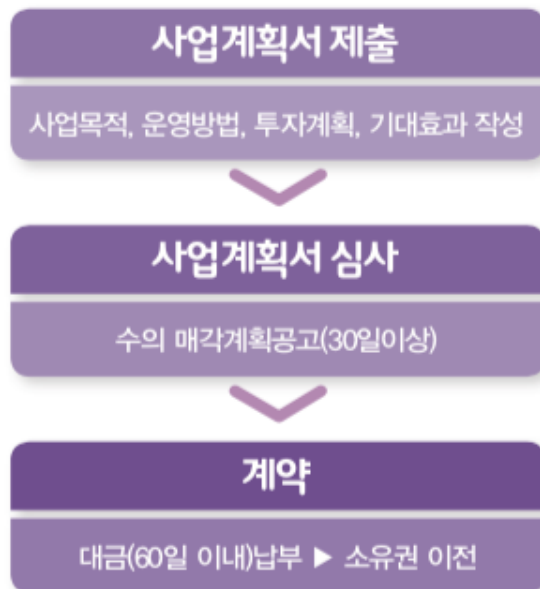 사업계획서 제출
사업목적, 운영방법, 투자계획, 기대효과 작성
사업계획서 심사
수의 매각계획공고(30일이상)
계약
대금(60일 이내)납부 ▶ 소유권 이전